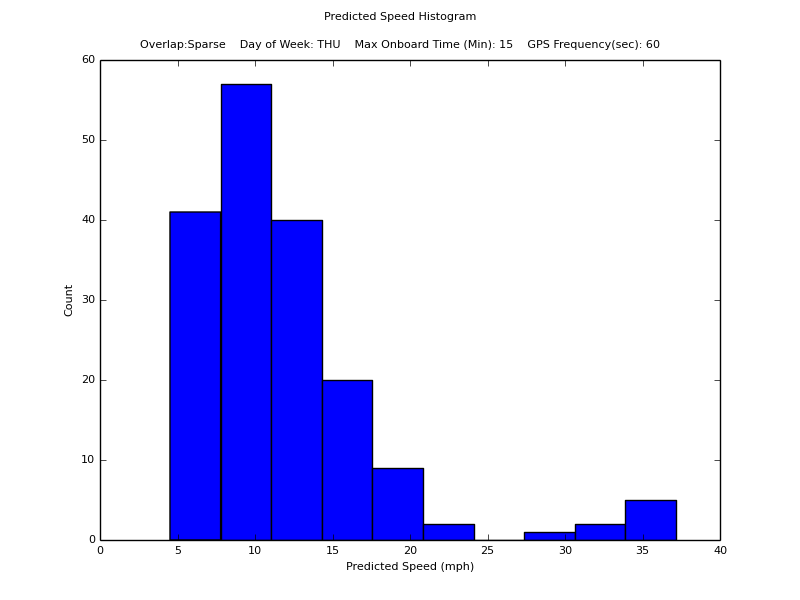 Predicted Speed Histogram
Overlap:Sparse    Day of Week: THU    Max Onboard Time (Min): 15    GPS Frequency(sec): 60
60
50
40
30
20
10
0
Count
0 5 10 15 20 25 30 35 40
Predicted Speed (mph)